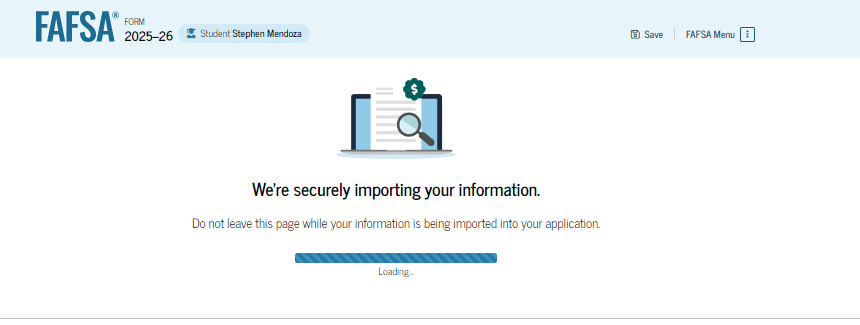 FAFSA® FORM
2025–26
Student Stephen Mendoza
Save
FAFSA Menu
$
We're securely importing your information.
Do not leave this page while your information is being imported into your application.
Loading...